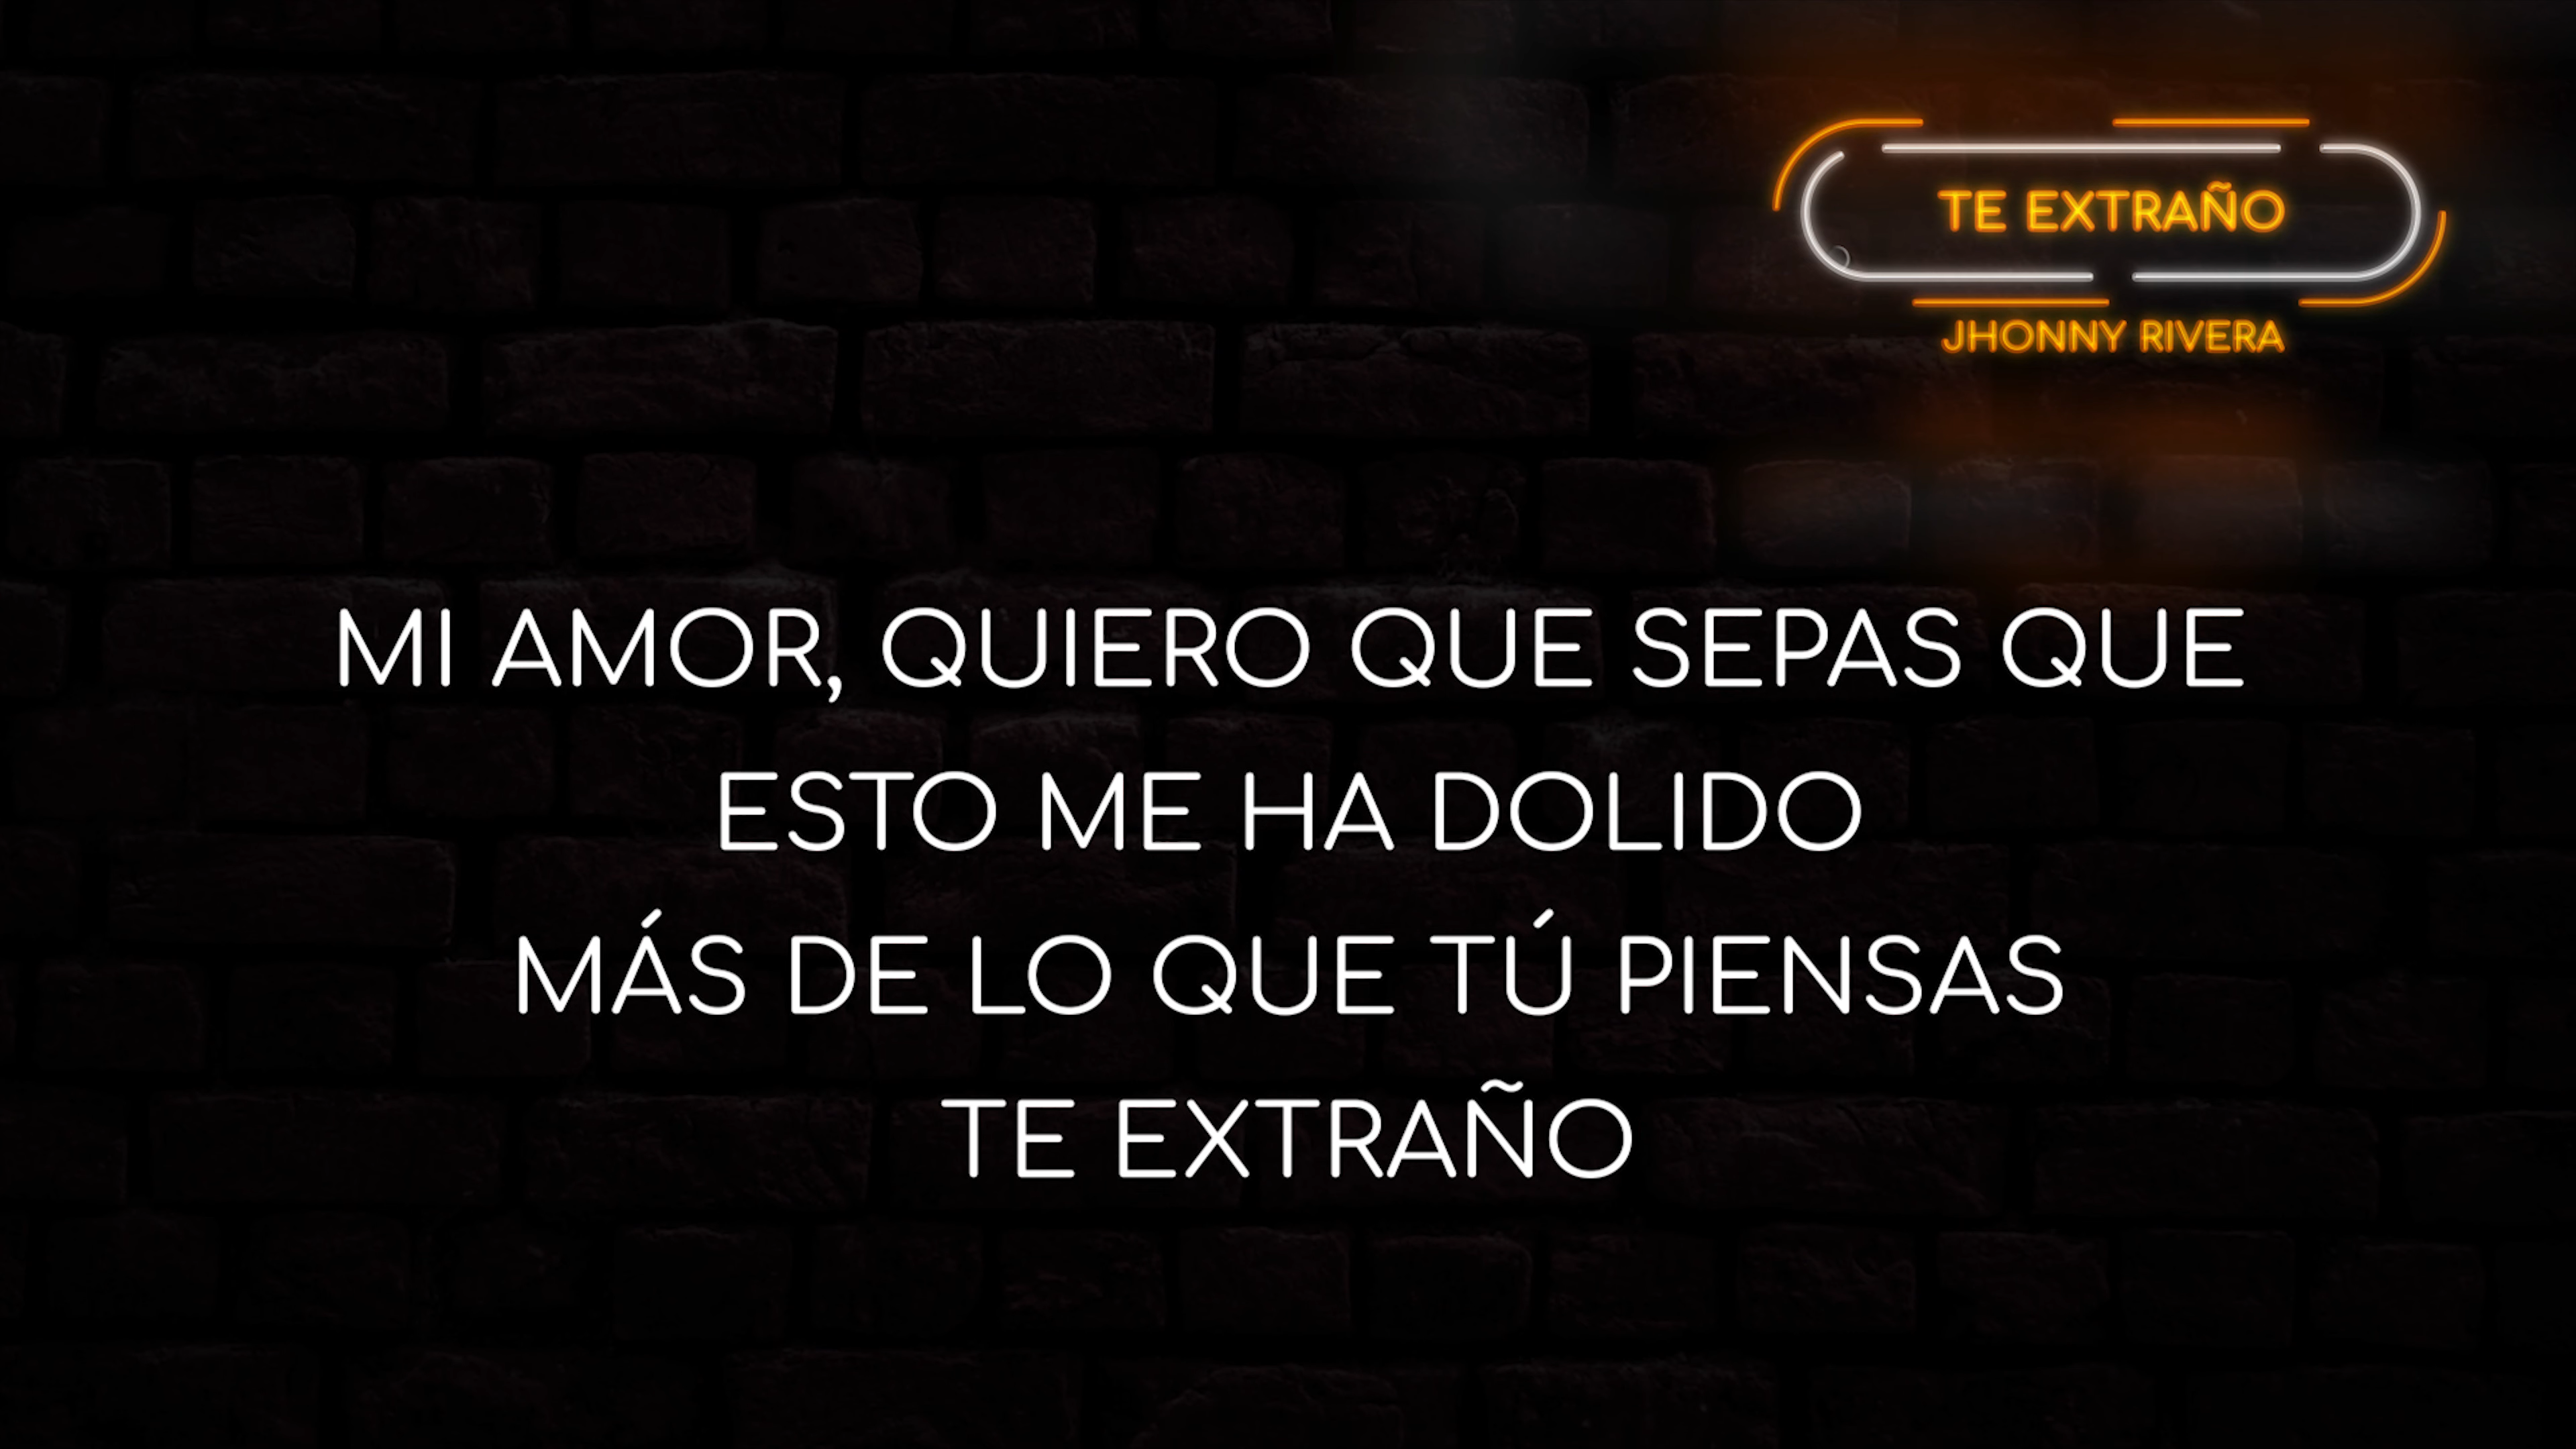 TE EXTRAÑO
JHONNY RIVERA
MI AMOR, QUIERO QUE SEPAS QUE
ESTO ME HA DOLIDO
MÁS DE LO QUE TÚ PIENSAS
TE EXTRAÑO